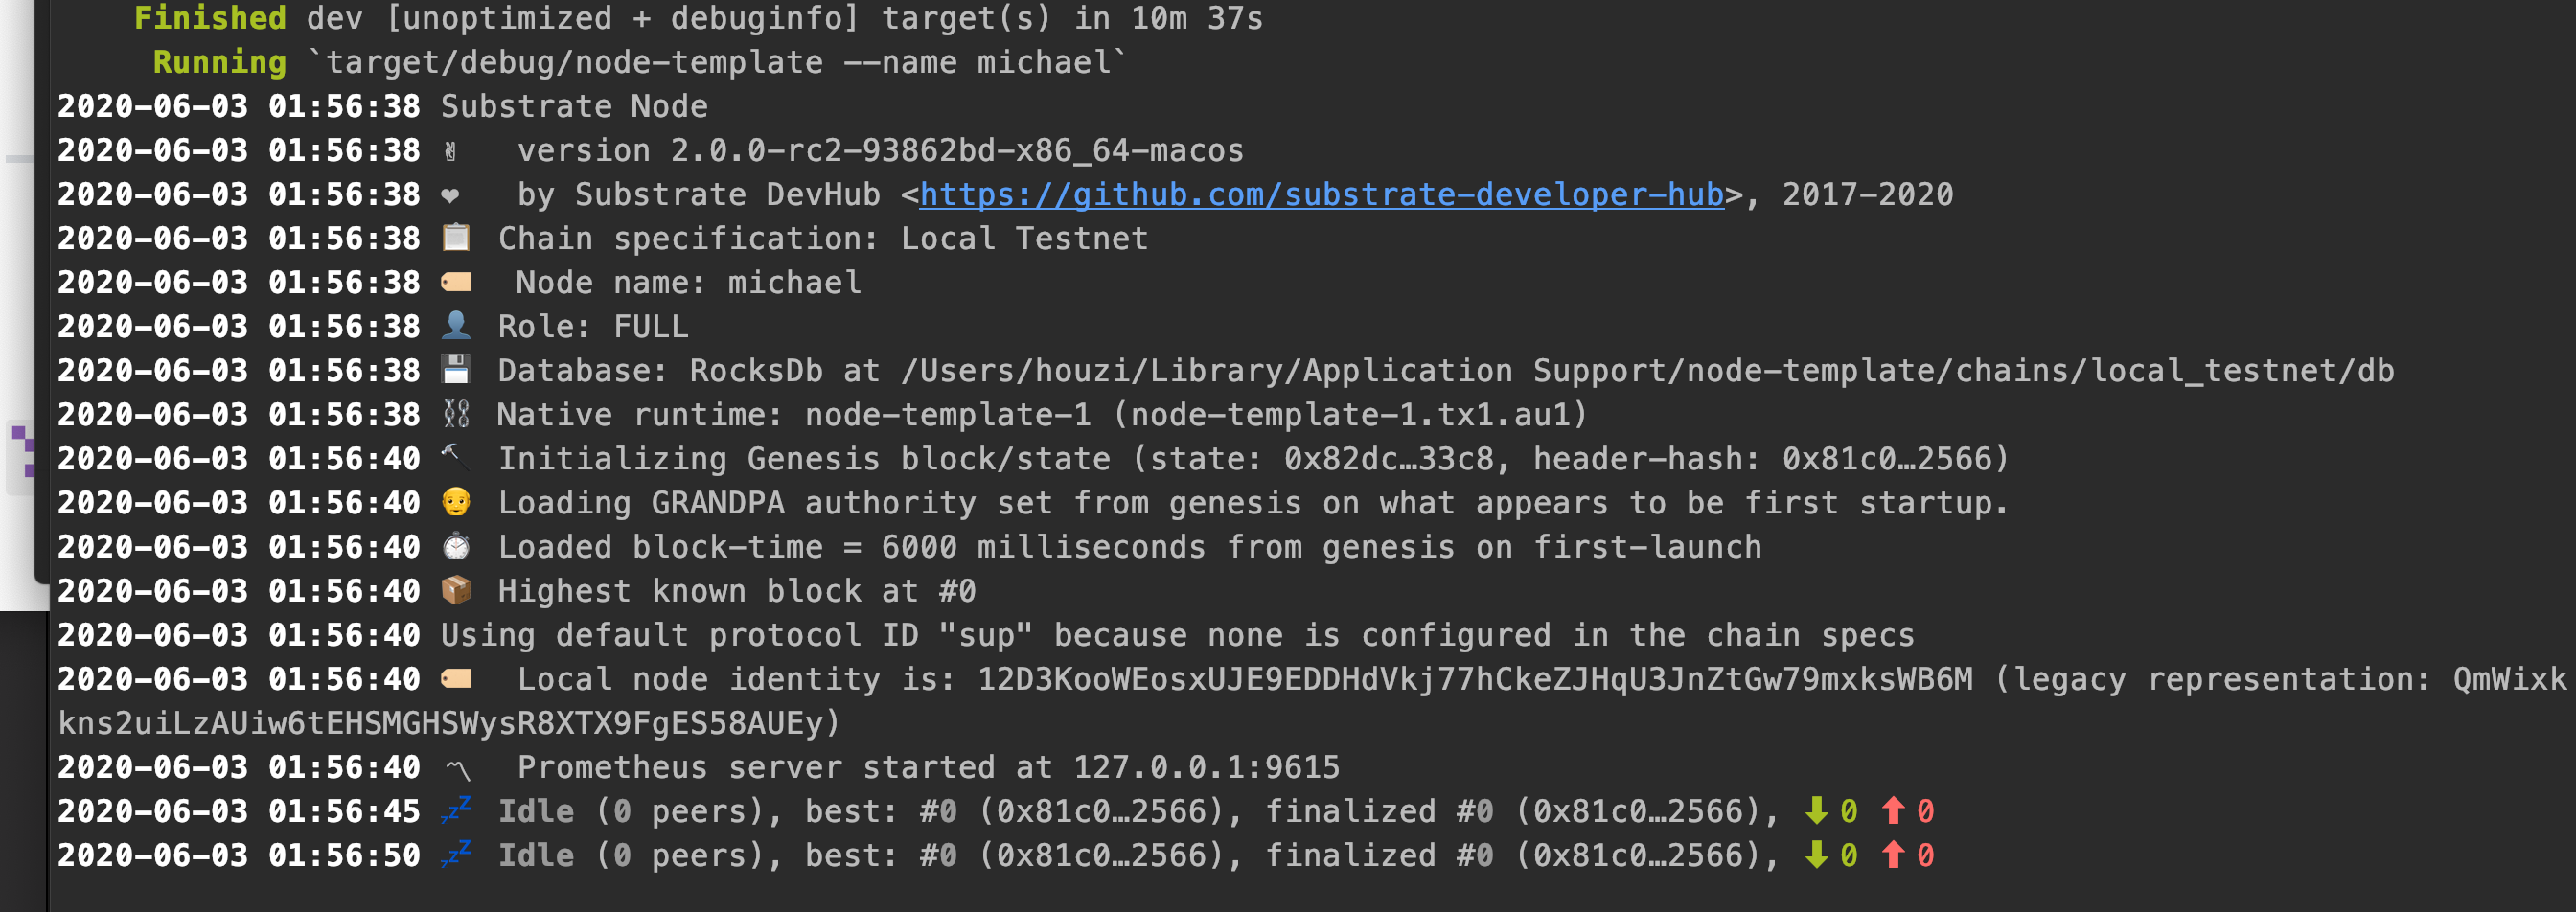 Finished dev [unoptimized + debuginfo] target(s) in 10m 37s
Running `target/debug/node-template --name michael`
2020-06-03 01:56:38 Substrate Node
2020-06-03 01:56:38 ✌️ version 2.0.0-rc2-93862bd-x86_64-macos
2020-06-03 01:56:38 ❤️ by Substrate DevHub <https://github.com/substrate-developer-hub>, 2017-2020
2020-06-03 01:56:38 📋 Chain specification: Local Testnet
2020-06-03 01:56:38 🏷 Node name: michael
2020-06-03 01:56:38 👤 Role: FULL
2020-06-03 01:56:38 💾 Database: RocksDb at /Users/houzi/Library/Application Support/node-template/chains/local_testnet/db
2020-06-03 01:56:38 ⛓ Native runtime: node-template-1 (node-template-1.tx1.au1)
2020-06-03 01:56:40 🔨 Initializing Genesis block/state (state: 0x82dc…33c8, header-hash: 0x81c0…2566)
2020-06-03 01:56:40 👴 Loading GRANDPA authority set from genesis on what appears to be first startup.
2020-06-03 01:56:40 ⏱ Loaded block-time = 6000 milliseconds from genesis on first-launch
2020-06-03 01:56:40 📦 Highest known block at #0
2020-06-03 01:56:40 Using default protocol ID "sup" because none is configured in the chain specs
2020-06-03 01:56:40 🏷 Local node identity is: 12D3KooWEosxUJE9EDDHdVkj77hCkeZJHqU3JnZtGw79mxksWB6M (legacy representation: QmWixk
kns2uiLzAUiw6tEHSMGHSWysR8XTX9FgES58AUEy)
2020-06-03 01:56:40 〽️ Prometheus server started at 127.0.0.1:9615
2020-06-03 01:56:45 💤 Idle (0 peers), best: #0 (0x81c0…2566), finalized #0 (0x81c0…2566), ⬇ 0 ⬆ 0
2020-06-03 01:56:50 💤 Idle (0 peers), best: #0 (0x81c0…2566), finalized #0 (0x81c0…2566), ⬇ 0 ⬆ 0